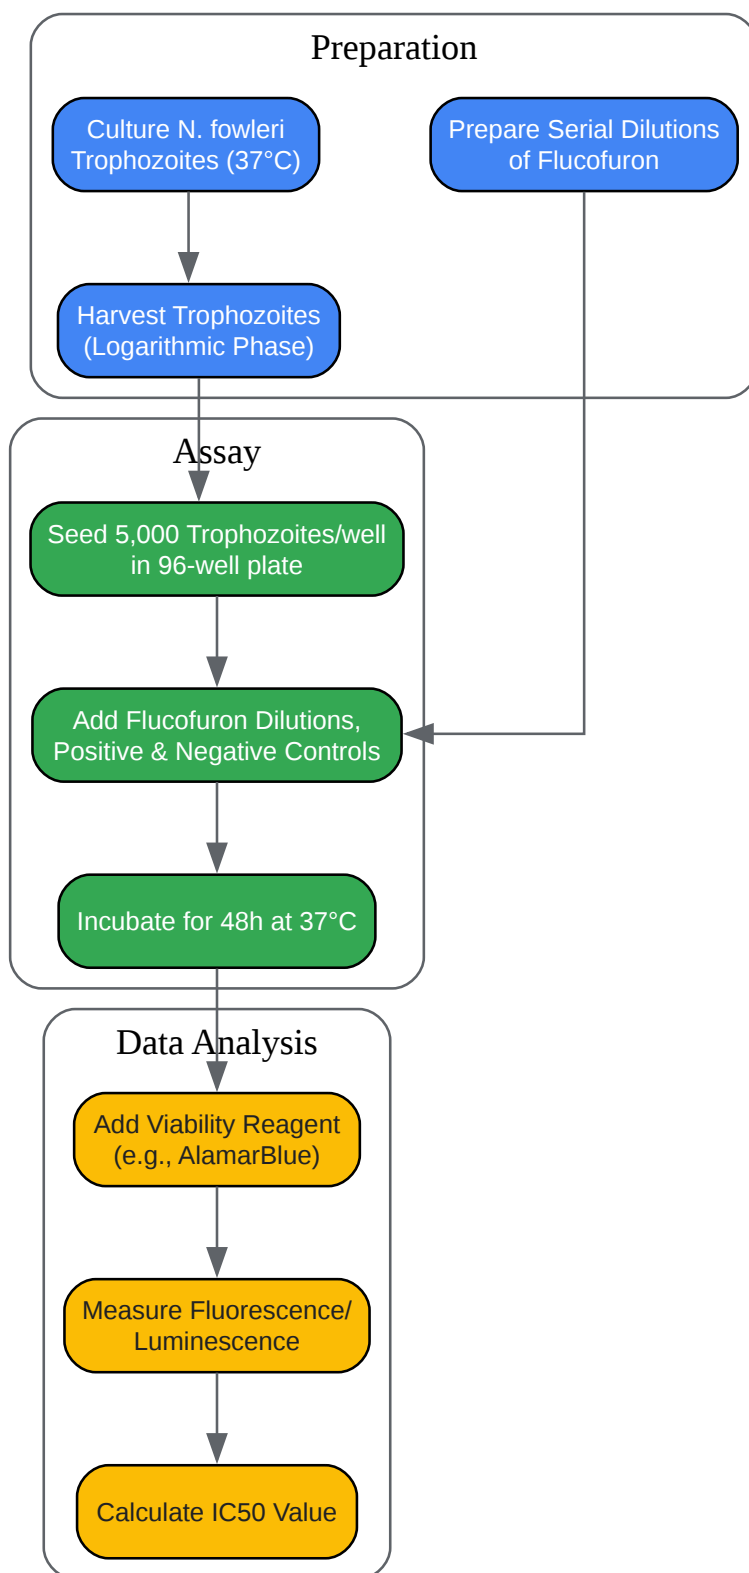 Preparation
Culture N. fowleri
Trophozoites (37°C)
Prepare Serial Dilutions
of Flucofuron
Harvest Trophozoites
(Logarithmic Phase)
Assay
Seed 5,000 Trophozoites/well
in 96-well plate
Add Flucofuron Dilutions,
Positive & Negative Controls
Incubate for 48h at 37°C
Data Analysis
Add Viability Reagent
(e.g., AlamarBlue)
Measure Fluorescence/
Luminescence
Calculate IC50 Value